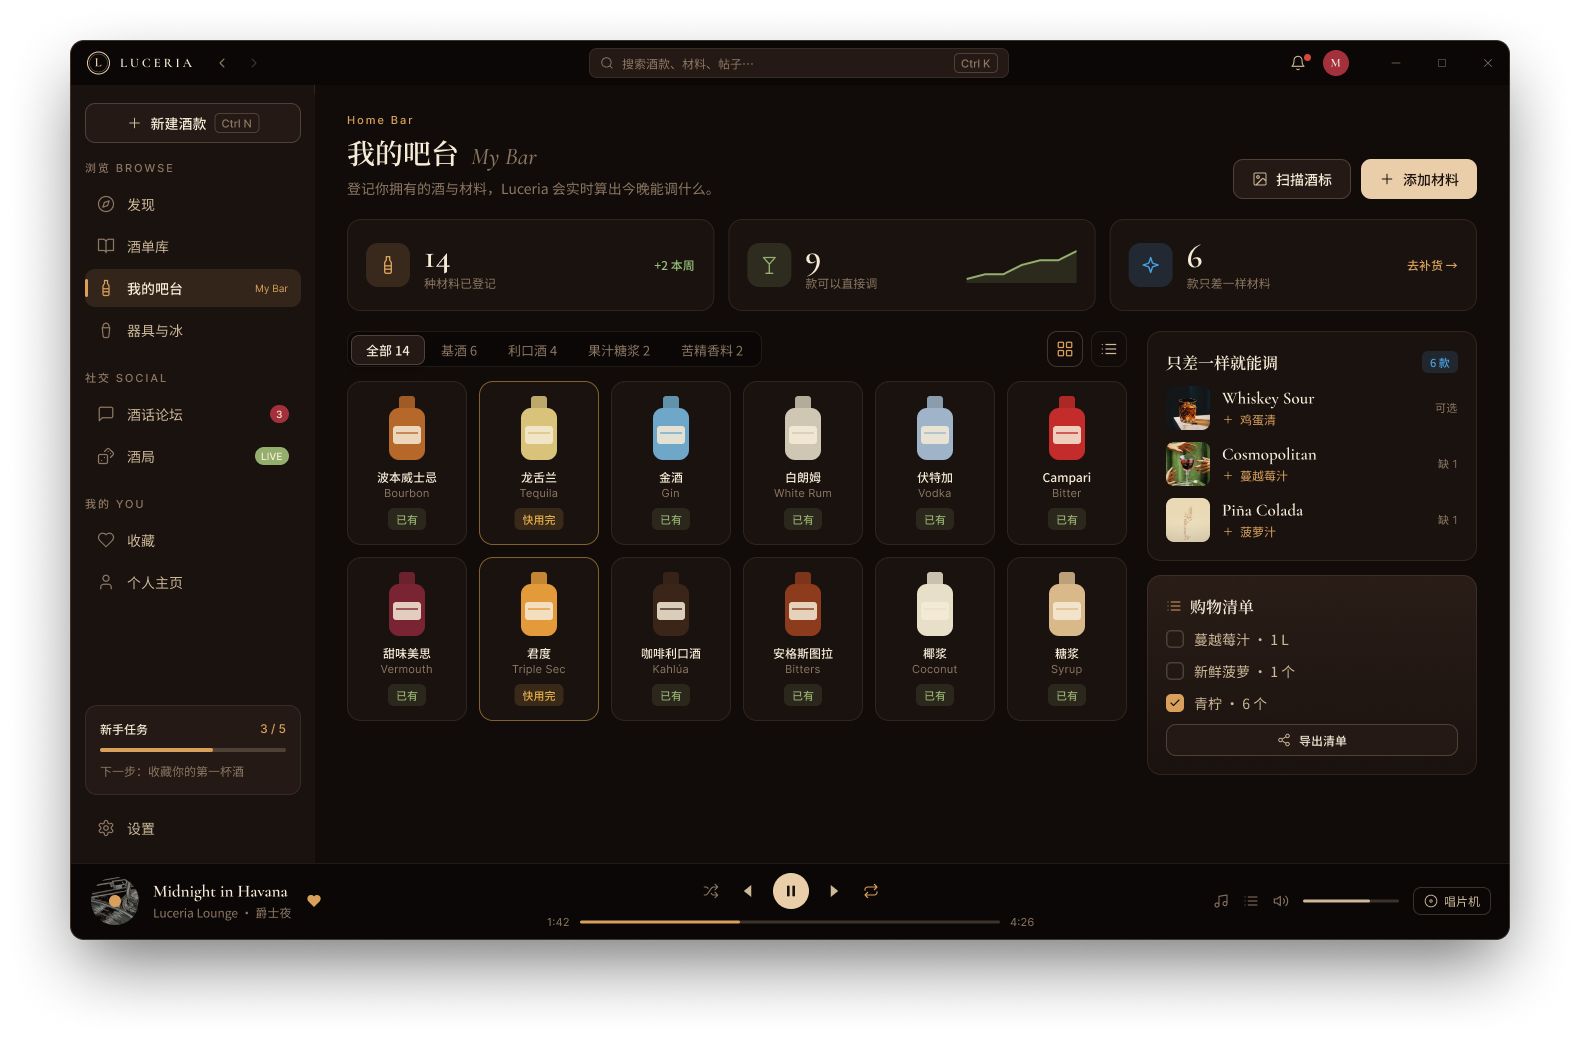 L LUCERIA
搜索酒款、材料、帖子…
Ctrl K
M
新建酒款 Ctrl N
浏览 BROWSE
发现
酒单库
我的吧台 My Bar
器具与冰
社交 SOCIAL
酒话论坛 3
酒局 LIVE
我的 YOU
收藏
个人主页
新手任务 3 / 5
下一步：收藏你的第一杯酒
设置
Home Bar
我的吧台 My Bar
登记你拥有的酒与材料，Luceria 会实时算出今晚能调什么。
扫描酒标
添加材料
14
种材料已登记
+2 本周
9
款可以直接调
6
款只差一样材料
去补货 →
全部 14 基酒 6 利口酒 4 果汁糖浆 2 苦精香料 2
波本威士忌
Bourbon
已有
龙舌兰
Tequila
快用完
金酒
Gin
已有
白朗姆
White Rum
已有
伏特加
Vodka
已有
Campari
Bitter
已有
甜味美思
Vermouth
已有
君度
Triple Sec
快用完
咖啡利口酒
Kahlúa
已有
安格斯图拉
Bitters
已有
椰浆
Coconut
已有
糖浆
Syrup
已有
只差一样就能调 6 款
Whiskey Sour
＋ 鸡蛋清
可选
Cosmopolitan
＋ 蔓越莓汁
缺 1
Piña Colada
＋ 菠萝汁
缺 1
购物清单
蔓越莓汁 · 1 L
新鲜菠萝 · 1 个
青柠 · 6 个
导出清单
Midnight in Havana
Luceria Lounge · 爵士夜
1:42
4:26
唱片机